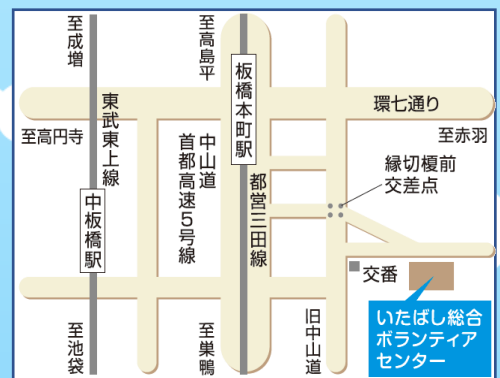 至成増
至高島平
板橋本町駅
環七通り
至高円寺
東武東上線
中山道
首都高速5号線
至赤羽
縁切榎前
交差点
都営三田線
中板橋駅
交番
いたばし総合
ボランティア
センター
至池袋
至巣鴨
旧中山道